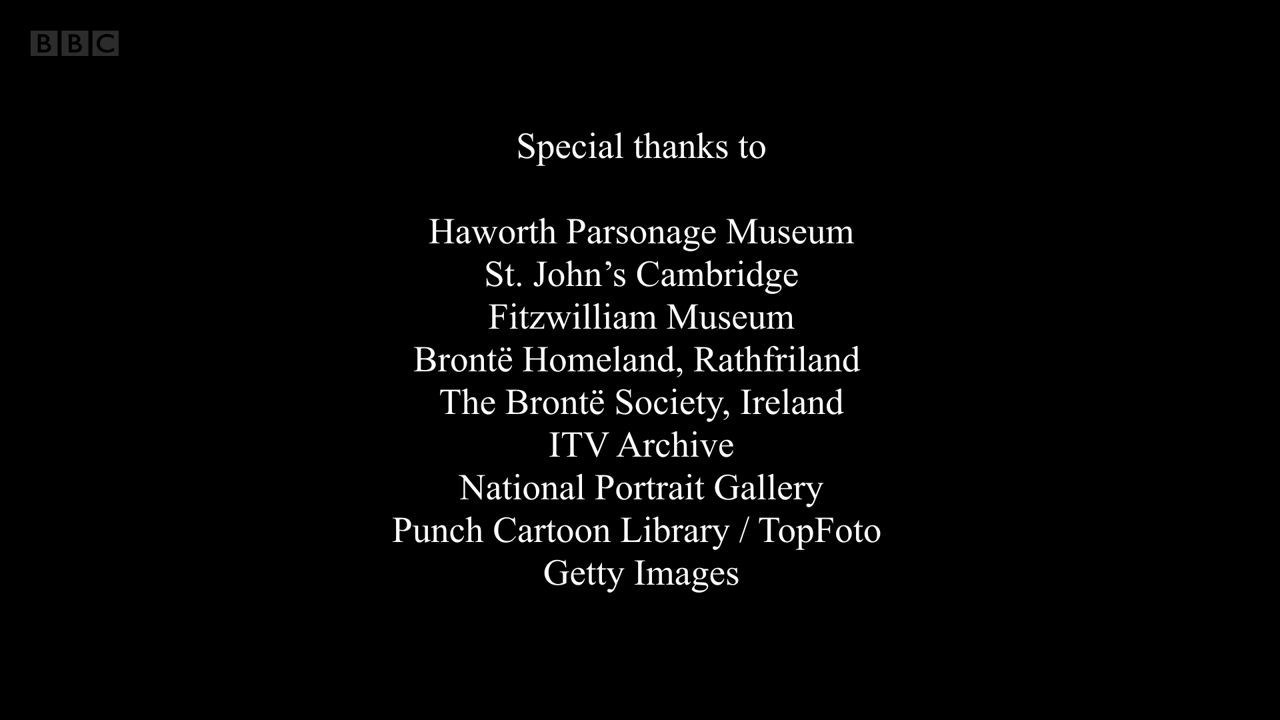 BBC
Special thanks to
Haworth Parsonage Museum
St. John’s Cambridge
Fitzwilliam Museum
Brontë Homeland, Rathfriland
The Brontë Society, Ireland
ITV Archive
National Portrait Gallery
Punch Cartoon Library / TopFoto
Getty Images